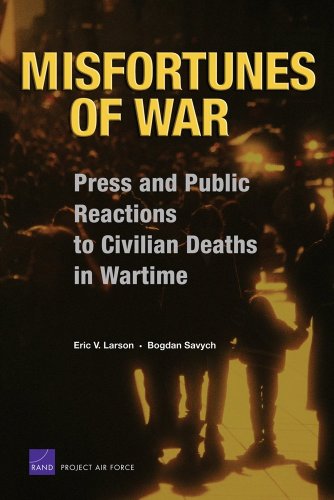 MISFORTUNES
OF WAR
Press and Public
Reactions
to Civilian Deaths
in Wartime
Eric V. Larson • Bogdan Savych
RAND PROJECT AIR FORCE